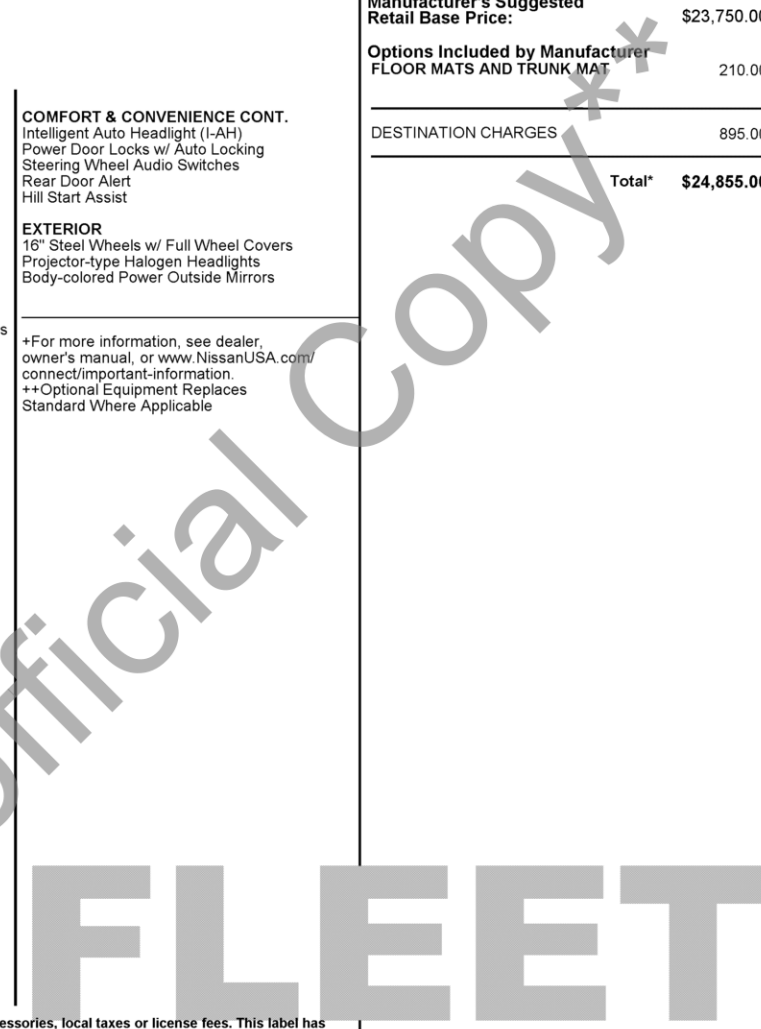 Manufacturer's Suggested
Retail Base Price: $23,750.00
Options Included by Manufacturer
FLOOR MATS AND TRUNK MAT 210.00
DESTINATION CHARGES 895.00
Total* $24,855.00
COMFORT & CONVENIENCE CONT.
Intelligent Auto Headlight (I-AH)
Power Door Locks w/ Auto Locking
Steering Wheel Audio Switches
Rear Door Alert
Hill Start Assist
EXTERIOR
16" Steel Wheels w/ Full Wheel Covers
Projector-type Halogen Headlights
Body-colored Power Outside Mirrors
s
+For more information, see dealer,
owner's manual, or www.NissanUSA.com/
connect/important-information.
++Optional Equipment Replaces
Standard Where Applicable
official Copy**
FLEET
essories, local taxes or license fees. This label has